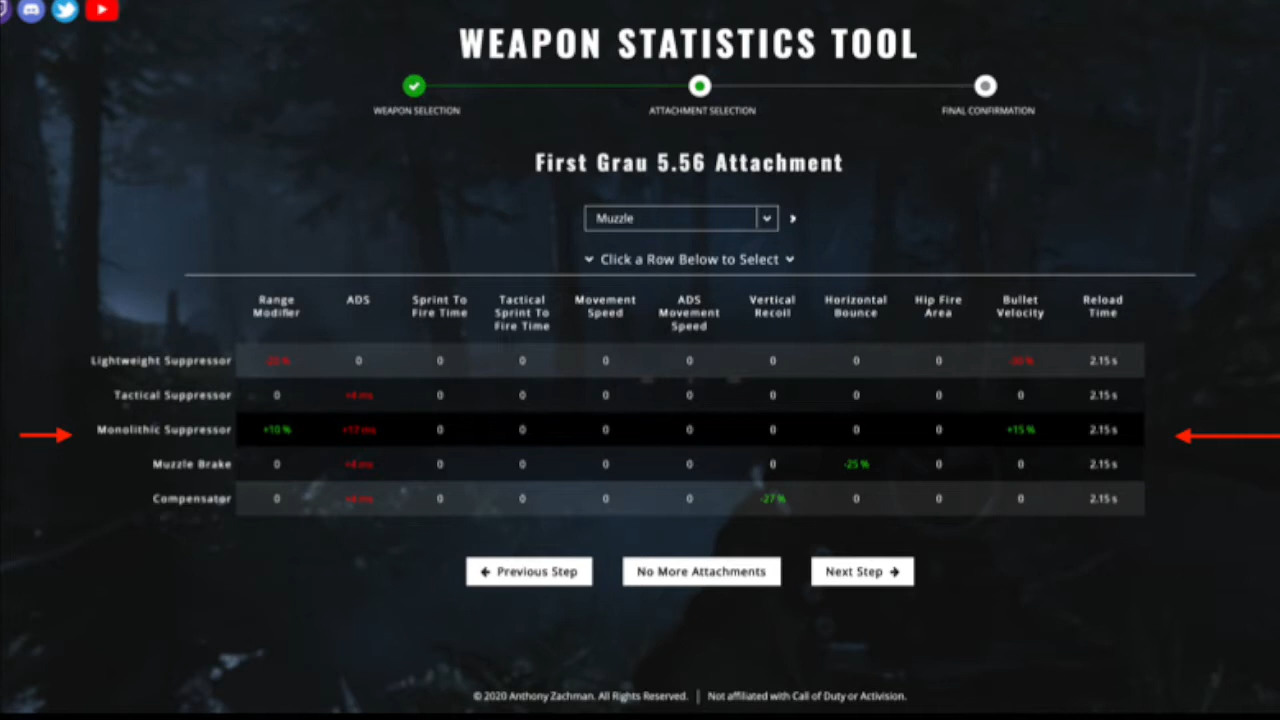 WEAPON STATISTICS TOOL
WEAPON SELECTION ATTACHMENT SELECTION FINAL CONFIRMATION
First Grau 5.56 Attachment
Muzzle
Click a Row Below to Select
Range Modifier ADS Sprint To Fire Time Tactical Sprint To Fire Time Movement Speed ADS Movement Speed Vertical Recoil Horizontal Bounce Hip Fire Area Bullet Velocity Reload Time
Lightweight Suppressor 0 0 0 0 0 0 0 0 2.15 s
Tactical Suppressor 0 +4 ms 0 0 0 0 0 0 0 0 2.15 s
Monolithic Suppressor +10 % 0 0 0 0 0 0 0 +15 % 2.15 s
Muzzle Brake 0 +4 ms 0 0 0 0 0 -25 % 0 0 2.15 s
Compensator 0 0 0 0 0 -27 % 0 0 0 2.15 s
Previous Step No More Attachments Next Step
© 2020 Anthony Zachman. All Rights Reserved. | Not affiliated with Call of Duty or Activision.